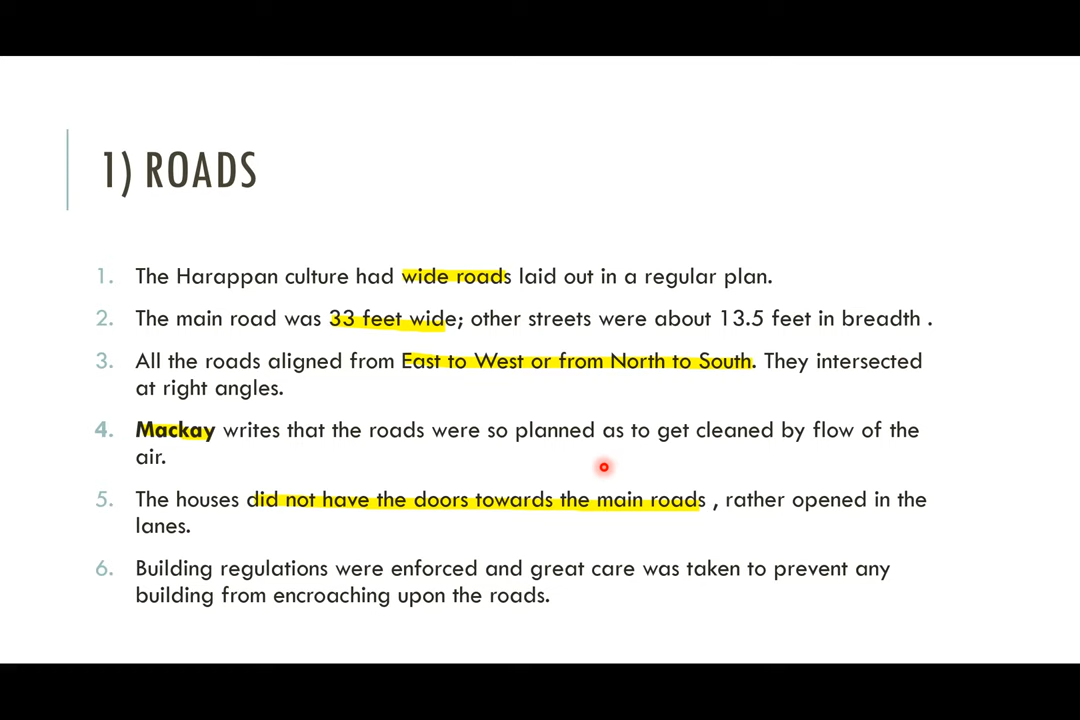 1) ROADS
1. The Harappan culture had wide roads laid out in a regular plan.
2. The main road was 33 feet wide; other streets were about 13.5 feet in breadth .
3. All the roads aligned from East to West or from North to South. They intersected
at right angles.
4. Mackay writes that the roads were so planned as to get cleaned by flow of the
air.
5. The houses did not have the doors towards the main roads , rather opened in the
lanes.
6. Building regulations were enforced and great care was taken to prevent any
building from encroaching upon the roads.